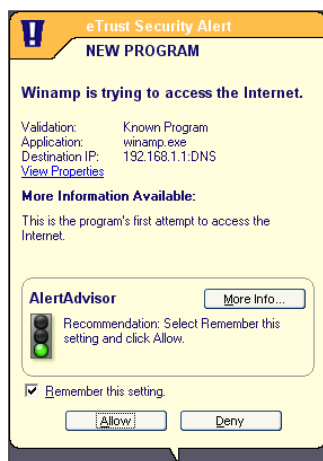 eTrust Security Alert
NEW PROGRAM
Winamp is trying to access the Internet.
Validation: Known Program
Application: winamp.exe
Destination IP: 192.168.1.1:DNS
View Properties
More Information Available:
This is the program's first attempt to access the
Internet.
AlertAdvisor
More Info...
Recommendation: Select Remember this
setting and click Allow.
Remember this setting.
Allow Deny